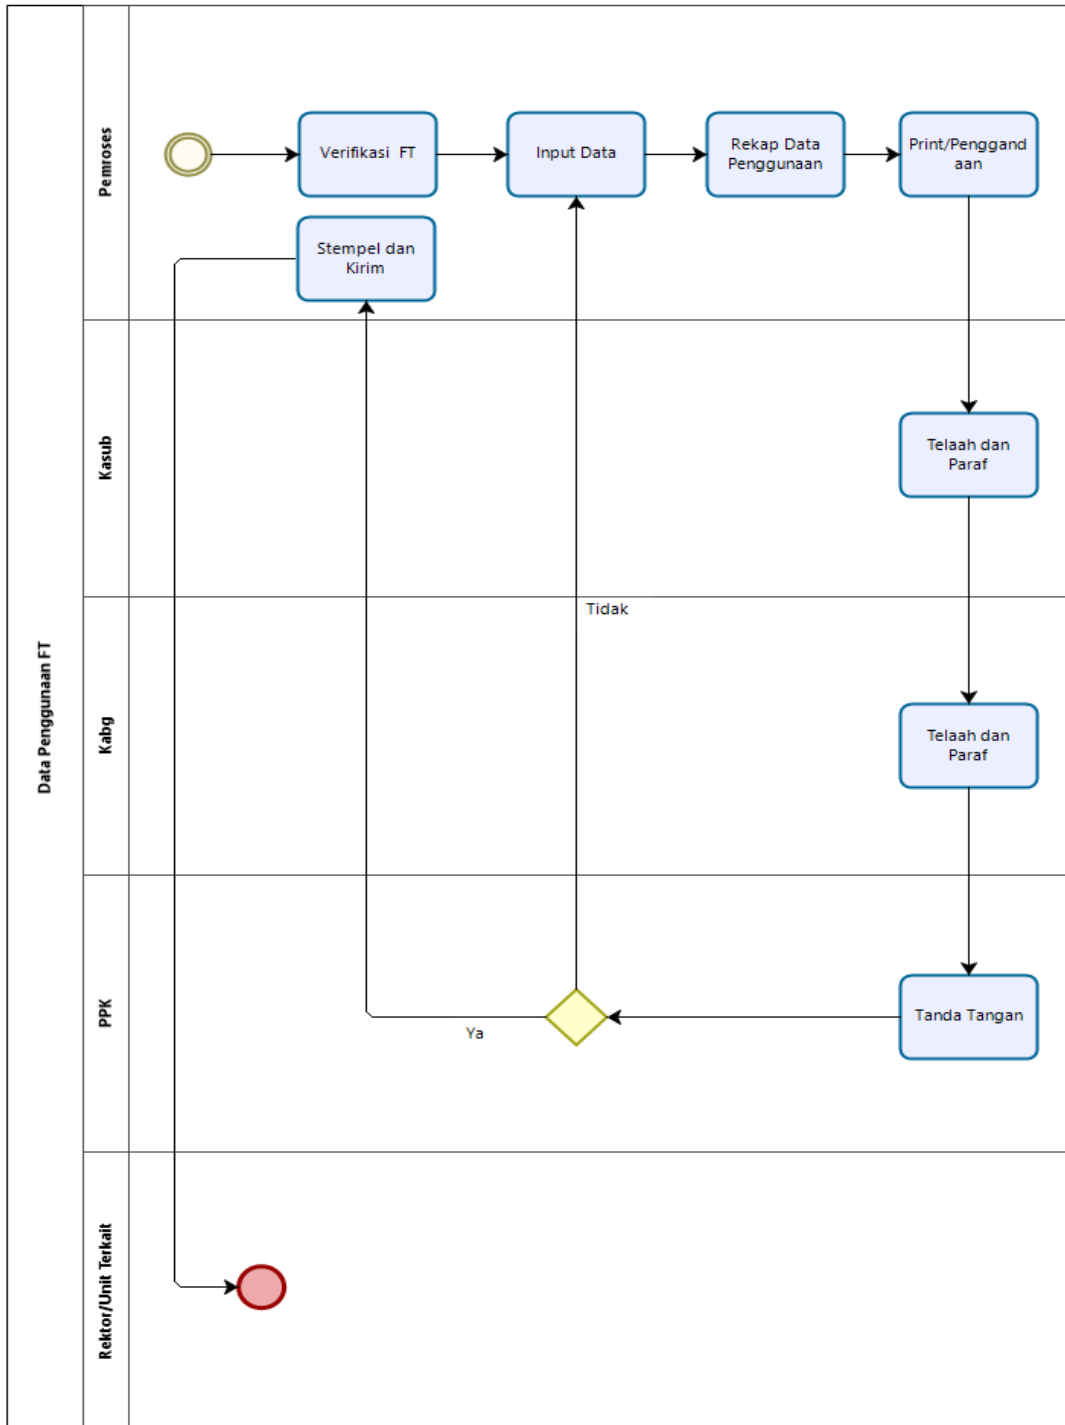 Data Penggunaan FT
Pemroses
Verifikasi  FT
Input Data
Rekap Data
Penggunaan
Print/Penggand
aan
Stempel dan
Kirim
Kasub
Telaah dan
Paraf
Kabg
Tidak
Telaah dan
Paraf
PPK
Ya
Tanda Tangan
Rektor/Unit Terkait